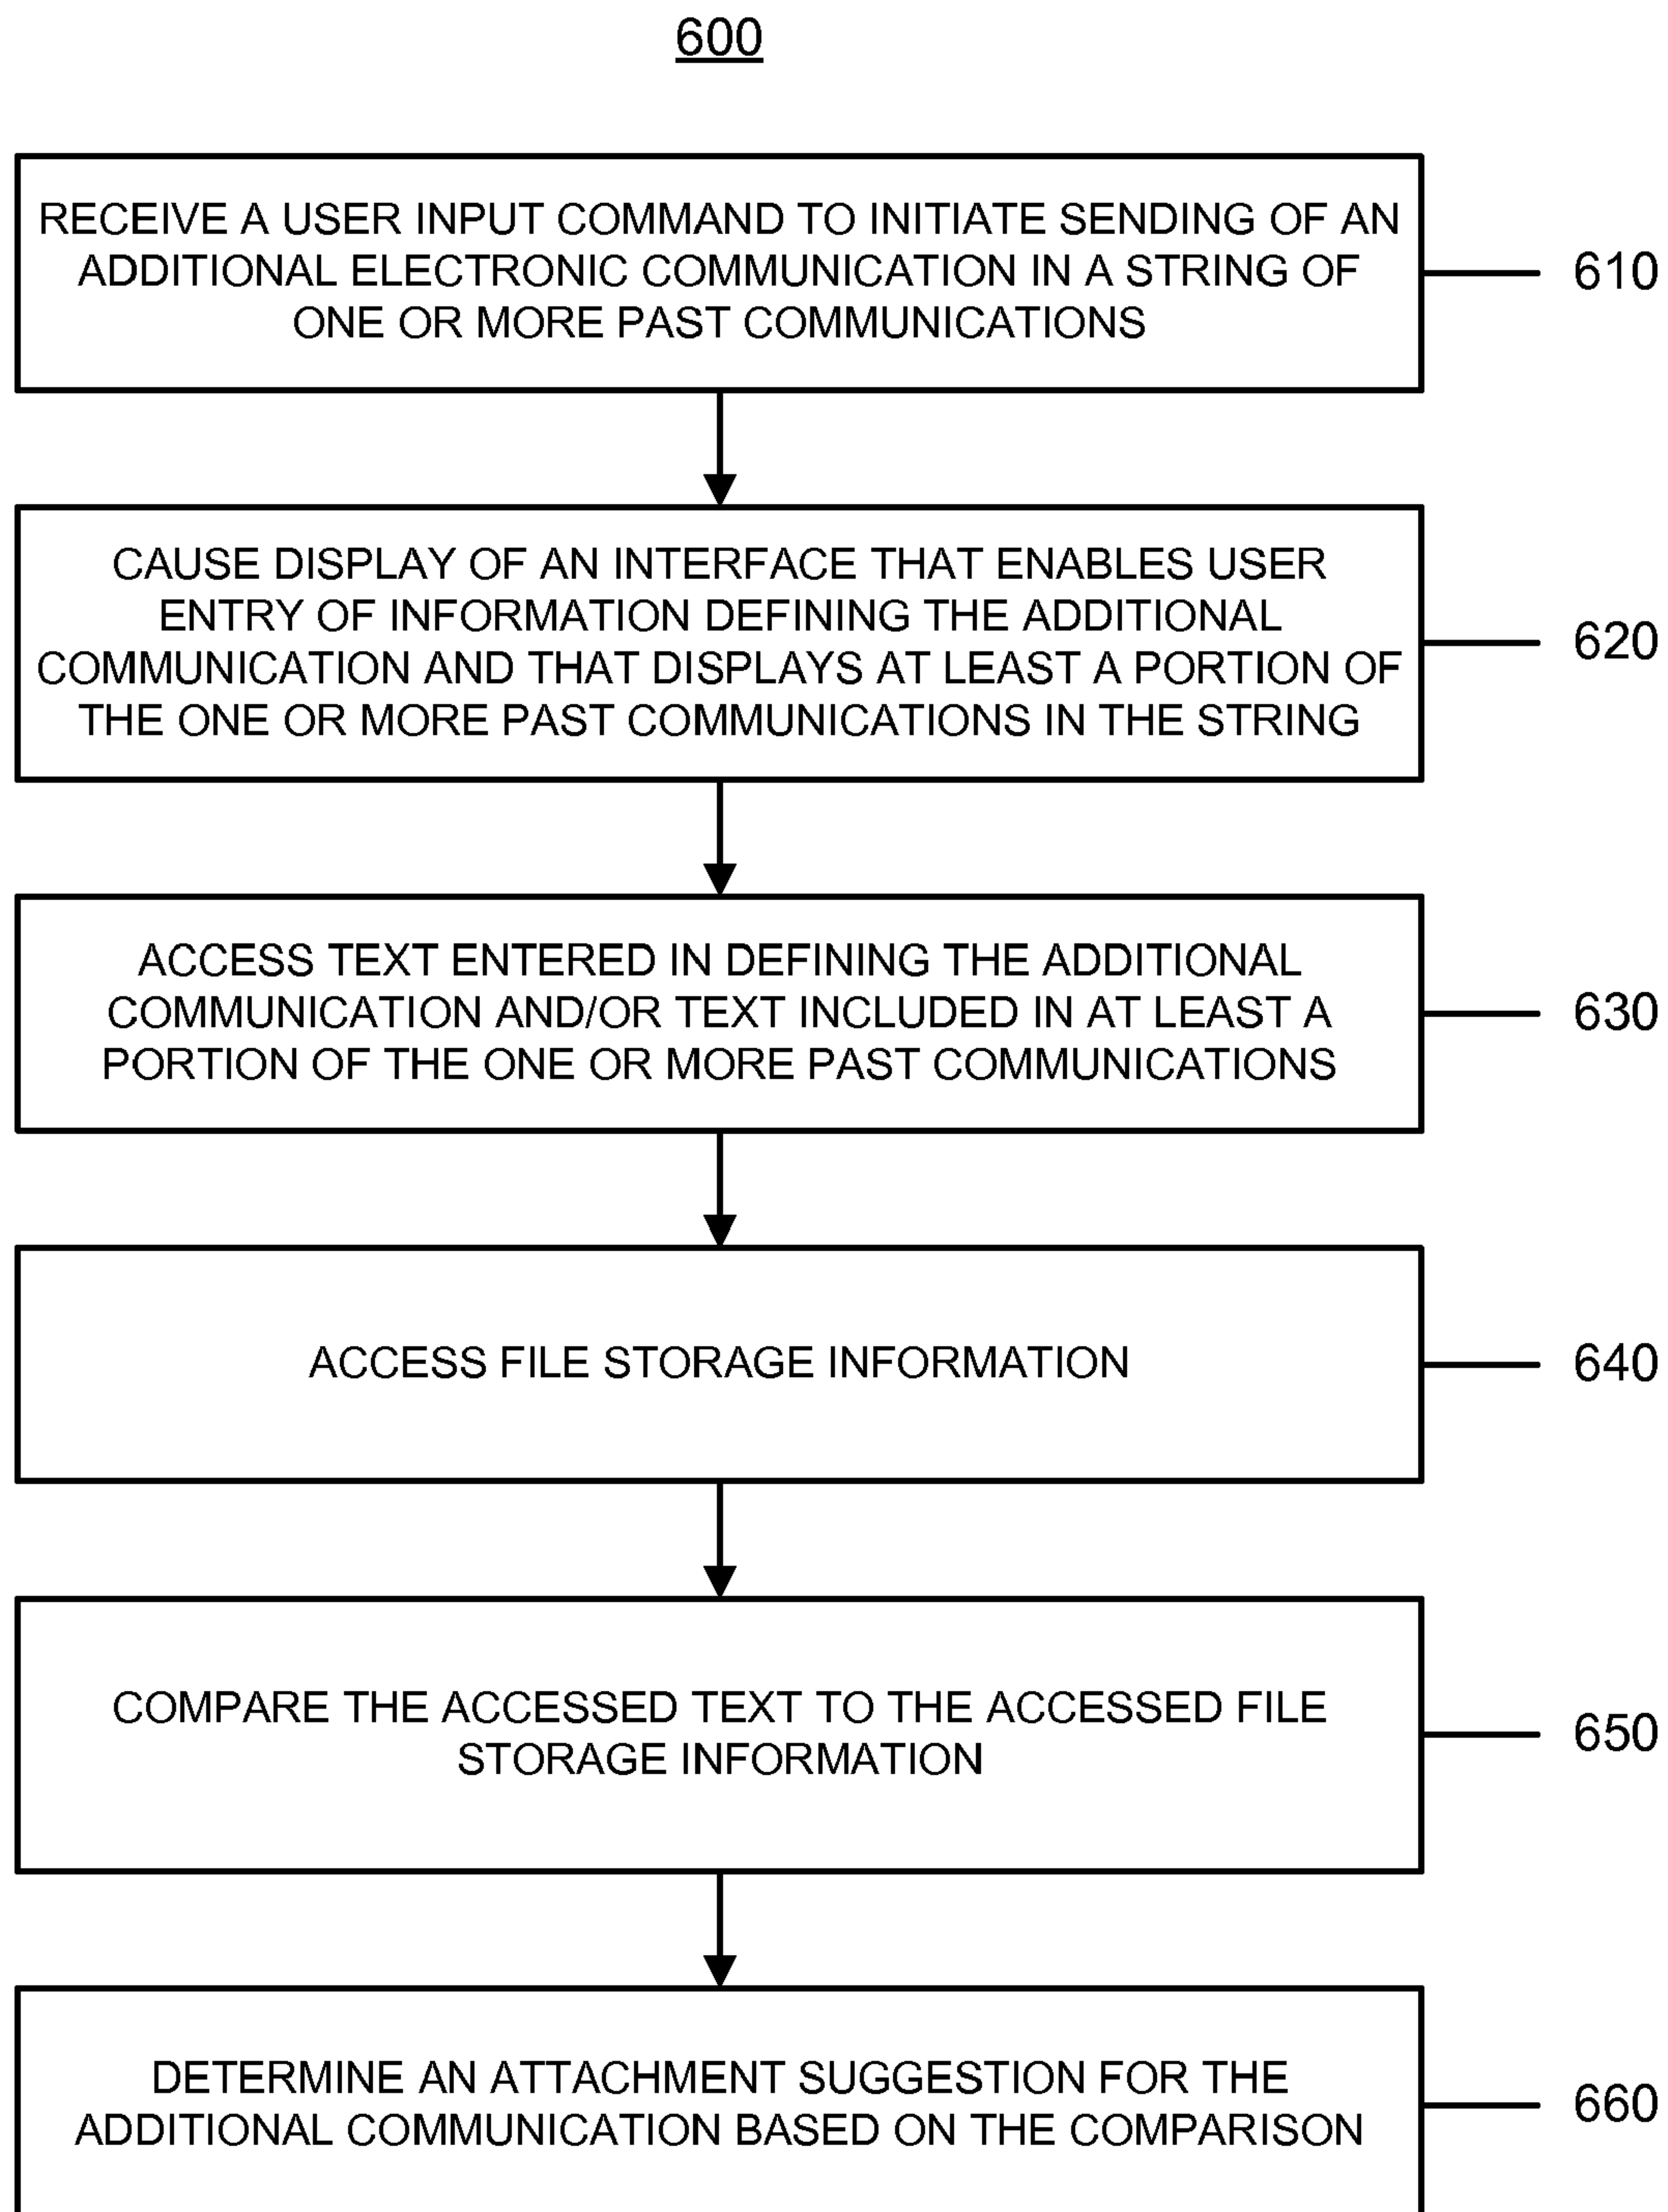 600
RECEIVE A USER INPUT COMMAND TO INITIATE SENDING OF AN
ADDITIONAL ELECTRONIC COMMUNICATION IN A STRING OF
ONE OR MORE PAST COMMUNICATIONS
610
CAUSE DISPLAY OF AN INTERFACE THAT ENABLES USER
ENTRY OF INFORMATION DEFINING THE ADDITIONAL
COMMUNICATION AND THAT DISPLAYS AT LEAST A PORTION OF
THE ONE OR MORE PAST COMMUNICATIONS IN THE STRING
620
ACCESS TEXT ENTERED IN DEFINING THE ADDITIONAL
COMMUNICATION AND/OR TEXT INCLUDED IN AT LEAST A
PORTION OF THE ONE OR MORE PAST COMMUNICATIONS
630
ACCESS FILE STORAGE INFORMATION
640
COMPARE THE ACCESSED TEXT TO THE ACCESSED FILE
STORAGE INFORMATION
650
DETERMINE AN ATTACHMENT SUGGESTION FOR THE
ADDITIONAL COMMUNICATION BASED ON THE COMPARISON
660